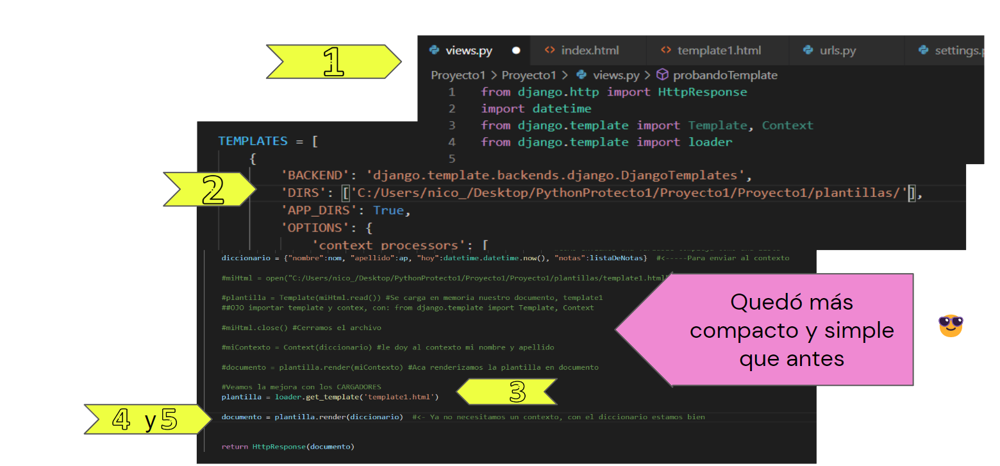 1
views.py
index.html
template1.html
urls.py
Proyecto1 > Proyecto1 > views.py > probandoTemplate
1 from django.http import HttpResponse
2 import datetime
3 from django.template import Template, Context
4 from django.template import loader
5
TEMPLATES = [
{
2
'BACKEND': 'django.template.backends.django.DjangoTemplates',
'DIRS': ['C:/Users/nico_/Desktop/PythonProtecto1/Proyecto1/Proyecto1/plantillas/'],
'APP_DIRS': True,
'OPTIONS': {
'context_processors': [
diccionario = {"nombre":nom, "apellido":ap, "hoy":datetime.datetime.now(), "notas":listaDeNotas} #<-----Para enviar al contexto
#miHtml = open("C:/Users/nico_/Desktop/PythonProtecto1/Proyecto1/Proyecto1/plantillas/template1.html"
#plantilla = Template(miHtml.read()) #Se carga en memoria nuestro documento, template1
##OJO importar template y contex, con: from django.template import Template, Context
#miHtml.close() #Cerramos el archivo
#miContexto = Context(diccionario) #le doy al contexto mi nombre y apellido
#documento = plantilla.render(miContexto) #Aca renderizamos la plantilla en documento
#Veamos la mejora con los CARGADORES
plantilla = loader.get_template('template1.html')
3
4 y 5
documento = plantilla.render(diccionario) #<- Ya no necesitamos un contexto, con el diccionario estamos bien
return HttpResponse(documento)
Quedó más
compacto y simple
que antes